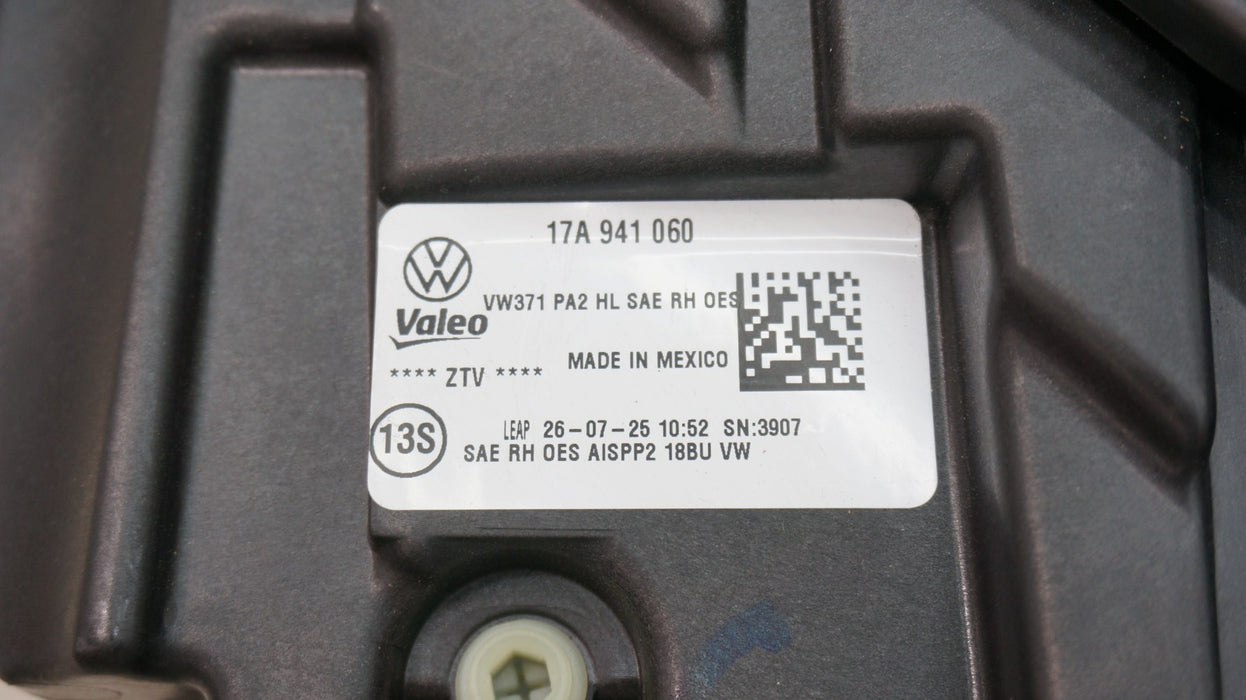 17A 941 060
VW371 PA2 HL SAE RH OES
Valeo
MADE IN MEXICO
**** ZTV ****
13S
LEAP 26-07-25 10:52 SN:3907
SAE RH OES AISPP2 18BU VW